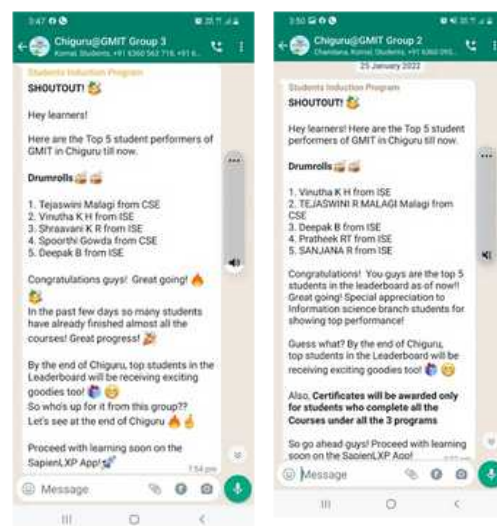 3:47
Chiguru@GMIT Group 3
Students Induction Program
SHOUTOUT! 🥳
Hey learners!
Here are the Top 5 student performers of
GMIT in Chiguru till now.
Drumrolls🥁🥁
1. Tejaswini Malagi from CSE
2. Vinutha K H from ISE
3. Shraavani K R from ISE
4. Spoorthi Gowda from CSE
5. Deepak B from ISE
Congratulations guys! Great going! 🔥
🥳
In the past few days so many students
have already finished almost all the
courses! Great progress! 🎉
By the end of Chiguru, top students in the
Leaderboard will be receiving exciting
goodies too! 🎁 😁
So who's up for it from this group??
Let's see at the end of Chiguru 🔥 🤞
Proceed with learning soon on the
SapienLXP App!🚀
7:54 pm
Message
3:50
Chiguru@GMIT Group 2
25 January 2022
Students Induction Program
SHOUTOUT! 🥳
Hey learners! Here are the Top 5 student
performers of GMIT in Chiguru till now.
Drumrolls🥁🥁
1. Vinutha K H from ISE
2. TEJASWINI R MALAGI Malagi from
CSE
3. Deepak B from ISE
4. Pratheek RT from ISE
5. SANJANA R from ISE
Congratulations! You guys are the top 5
students in the leaderboard as of now!!
Great going! Special appreciation to
Information science branch students for
showing top performance!
Guess what? By the end of Chiguru,
top students in the Leaderboard will be
receiving exciting goodies too! 🎁 😁
Also, Certificates will be awarded only
for students who complete all the
Courses under all the 3 programs
So go ahead guys! Proceed with learning
soon on the SapienLXP App!
Message